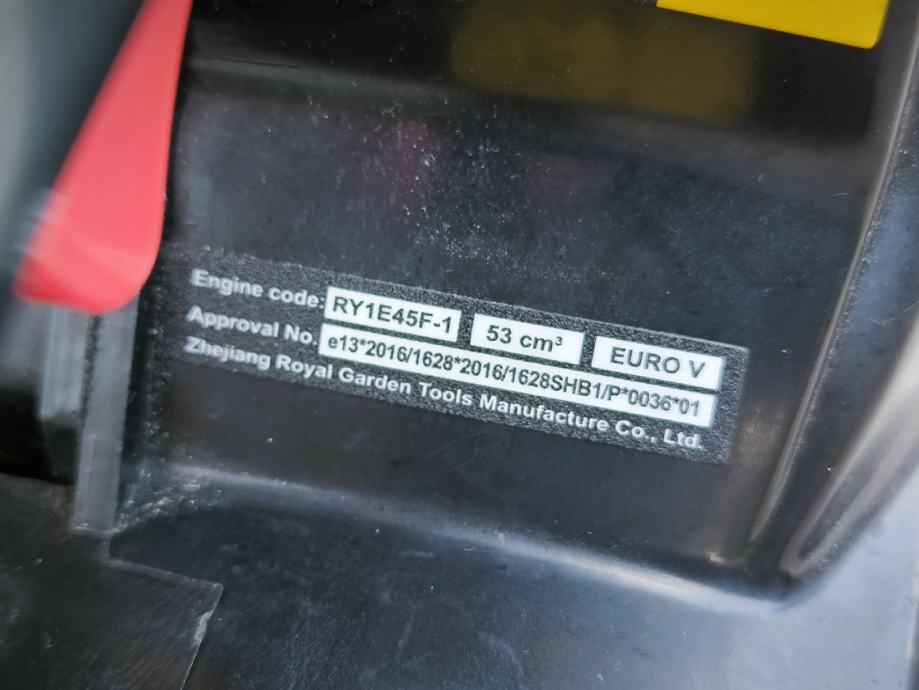 Engine code: RY1E45F-1 53 cm³ EURO V
Approval No. e13*2016/1628*2016/1628SHB1/P*0036*01
Zhejiang Royal Garden Tools Manufacture Co., Ltd.